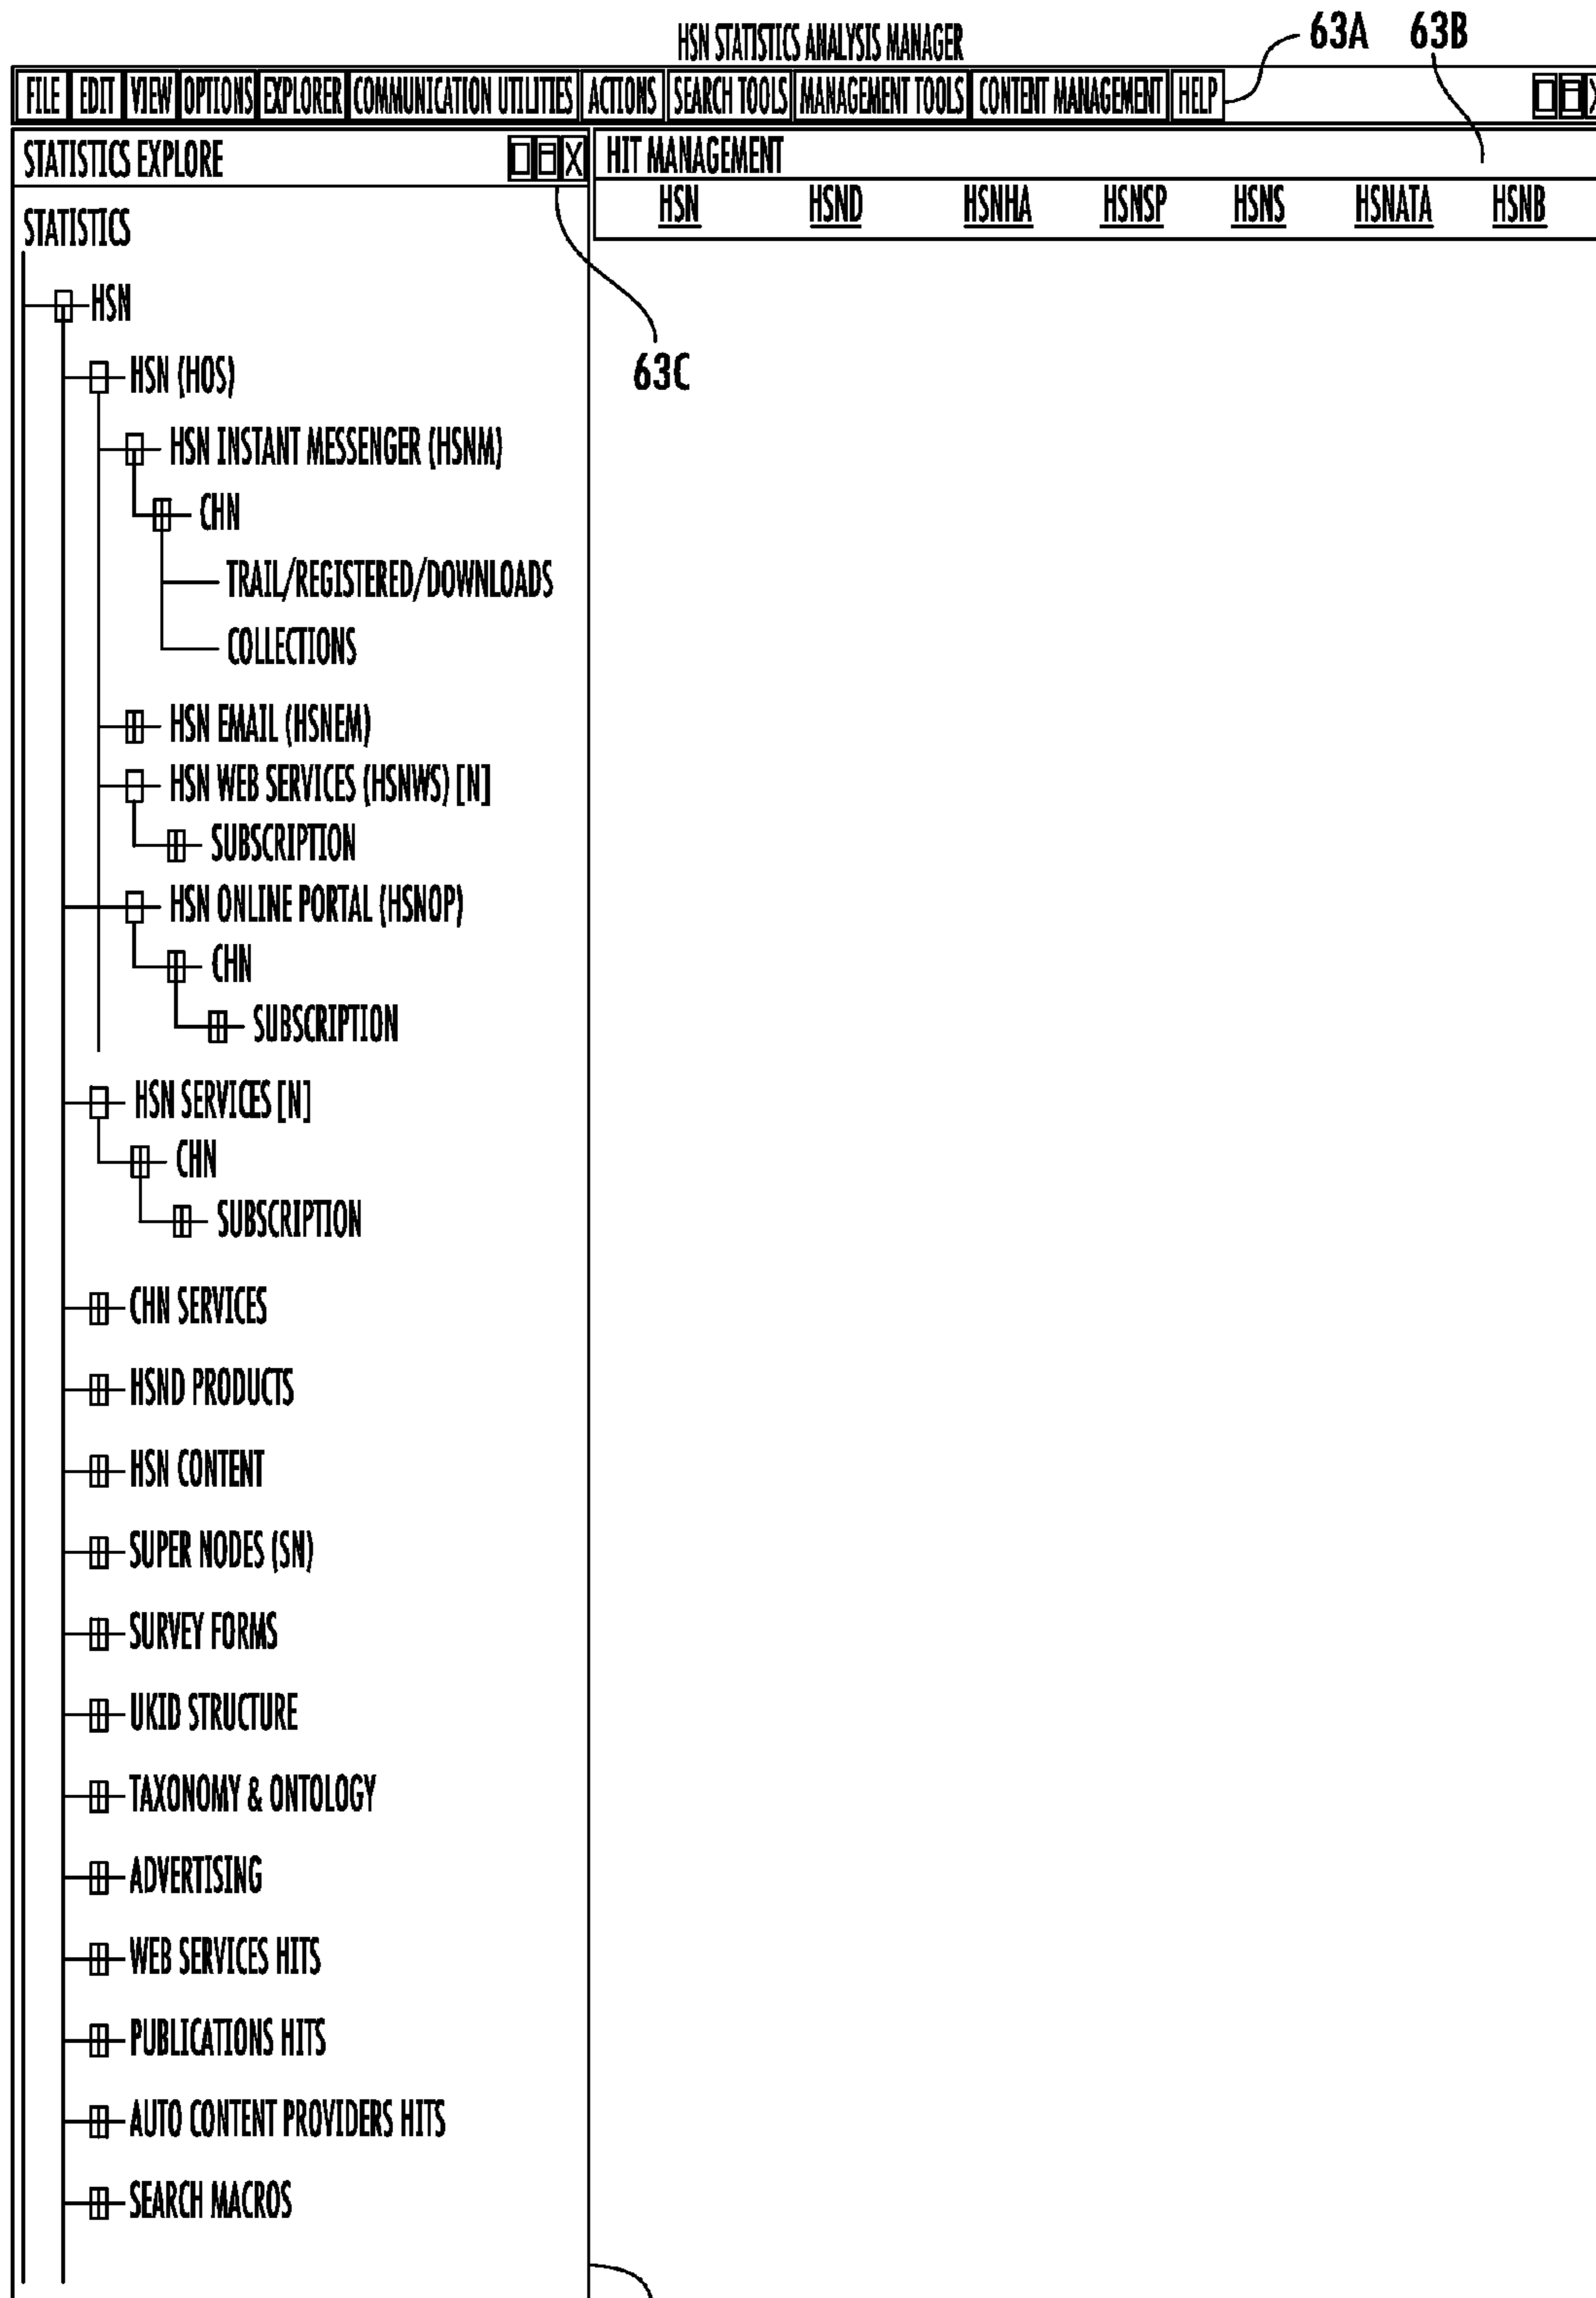 HSN STATISTICS ANALYSIS MANAGER
63A 63B
FILE EDIT VIEW OPTIONS EXPLORER COMMUNICATION UTILITIES ACTIONS SEARCH TOOLS MANAGEMENT TOOLS CONTENT MANAGEMENT HELP
STATISTICS EXPLORE X HIT MANAGEMENT
HSN HSND HSNHA HSNSP HSNS HSNATA HSNB
STATISTICS
HSN
63C
HSN (HOS)
HSN INSTANT MESSENGER (HSNM)
CHN
TRAIL/REGISTERED/DOWNLOADS
COLLECTIONS
HSN EMAIL (HSNEM)
HSN WEB SERVICES (HSNWS) [N]
SUBSCRIPTION
HSN ONLINE PORTAL (HSNOP)
CHN
SUBSCRIPTION
HSN SERVICES [N]
CHN
SUBSCRIPTION
CHN SERVICES
HSND PRODUCTS
HSN CONTENT
SUPER NODES (SN)
SURVEY FORMS
UKID STRUCTURE
TAXONOMY & ONTOLOGY
ADVERTISING
WEB SERVICES HITS
PUBLICATIONS HITS
AUTO CONTENT PROVIDERS HITS
SEARCH MACROS